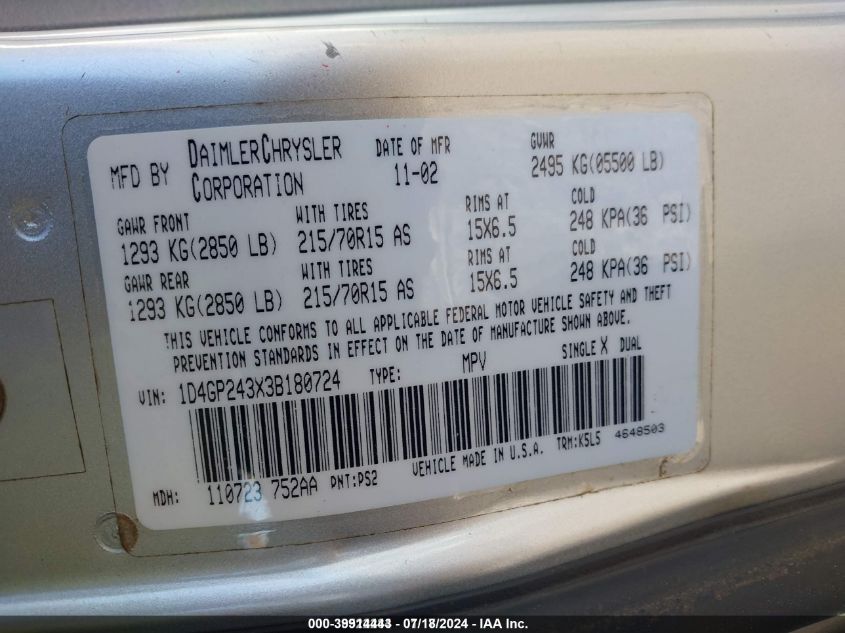 MFD BY DAIMLERCHRYSLER CORPORATION DATE OF MFR 11-02 GVWR 2495 KG(05500 LB)
GAWR FRONT WITH TIRES RIMS AT COLD
1293 KG(2850 LB) 215/70R15 AS 15X6.5 248 KPA(36 PSI)
GAWR REAR WITH TIRES RIMS AT COLD
1293 KG(2850 LB) 215/70R15 AS 15X6.5 248 KPA(36 PSI)
THIS VEHICLE CONFORMS TO ALL APPLICABLE FEDERAL MOTOR VEHICLE SAFETY AND THEFT
PREVENTION STANDARDS IN EFFECT ON THE DATE OF MANUFACTURE SHOWN ABOVE.
VIN: 1D4GP243X3B180724 TYPE: MPV SINGLE X DUAL
4648503
MDH: 110723 752AA PNT:PS2 VEHICLE MADE IN U.S.A. TRM:K5L5
/ 07/18/2024 - IAA Inc.